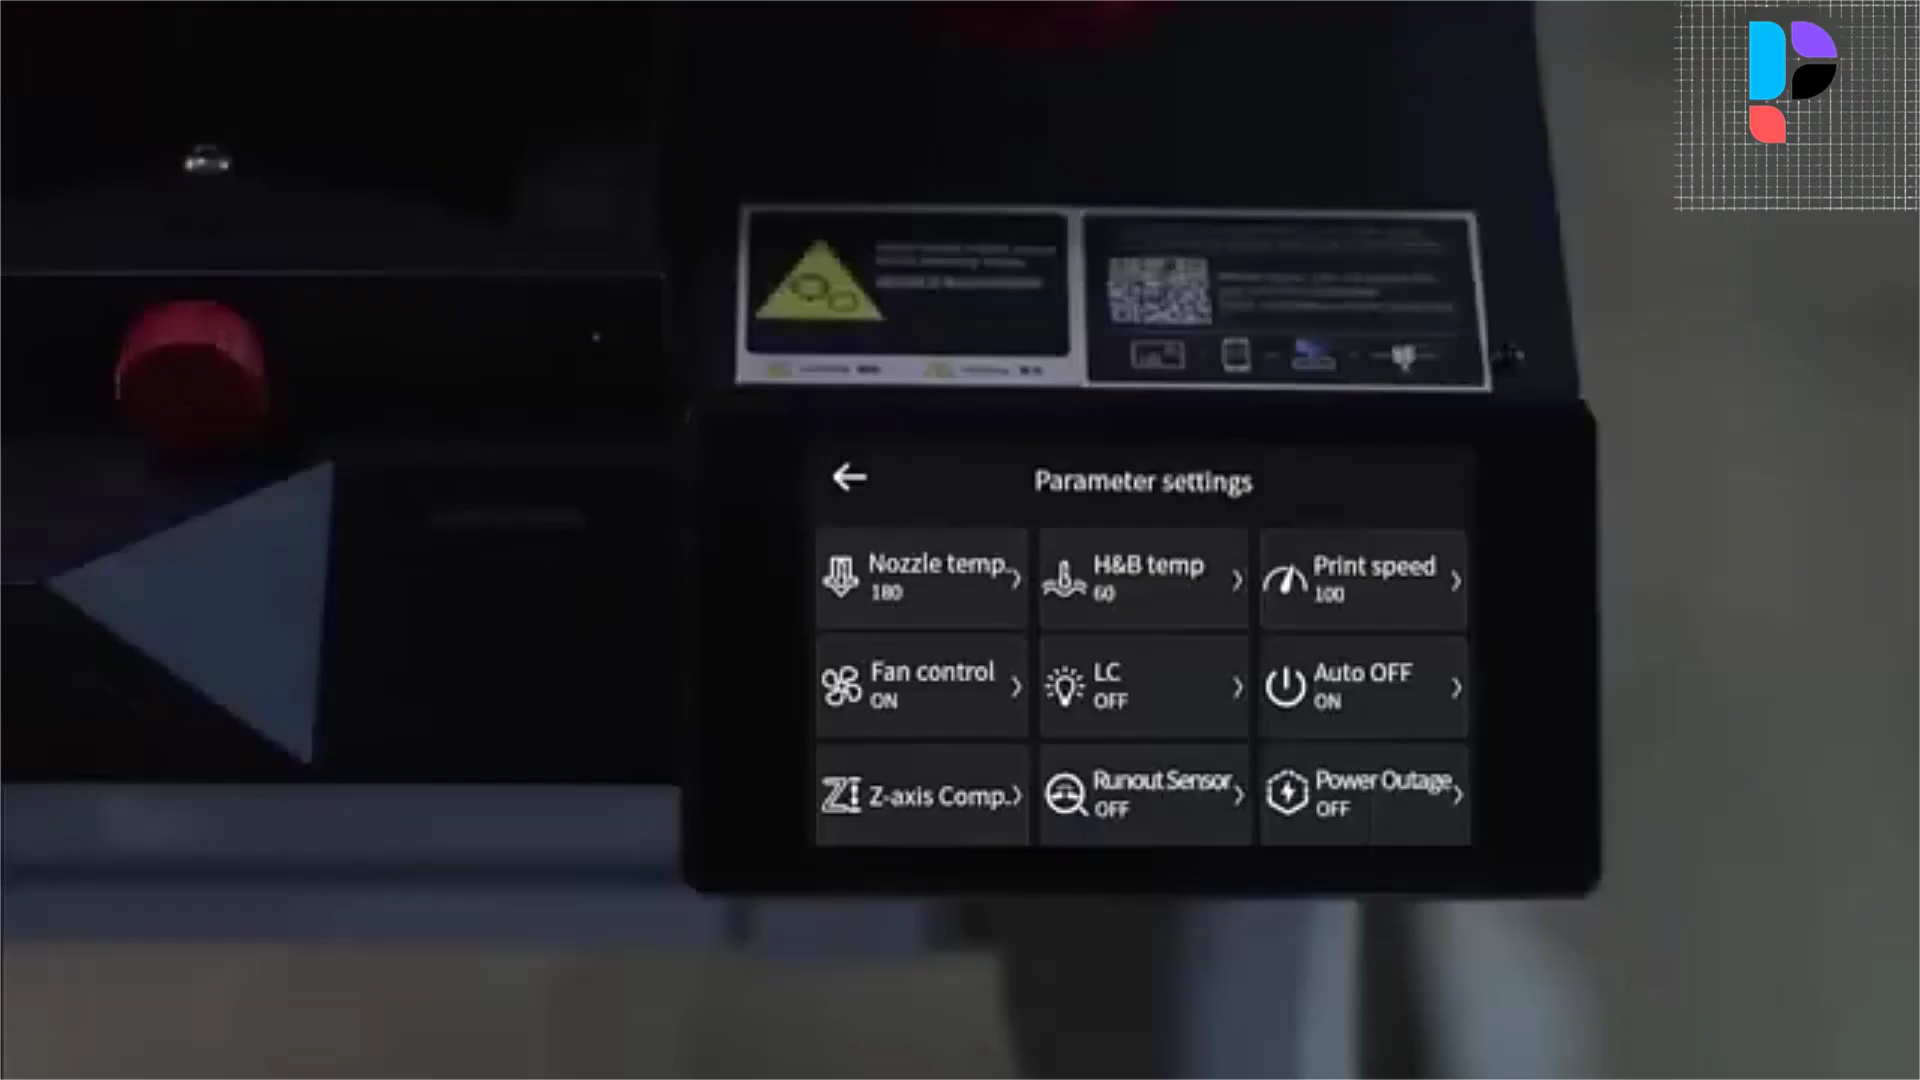 Parameter settings
Nozzle temp..
180
H&B temp
60
Print speed
100
Fan control
ON
LC
OFF
Auto OFF
ON
Z-axis Comp..
Runout Sensor
OFF
Power Outage
OFF